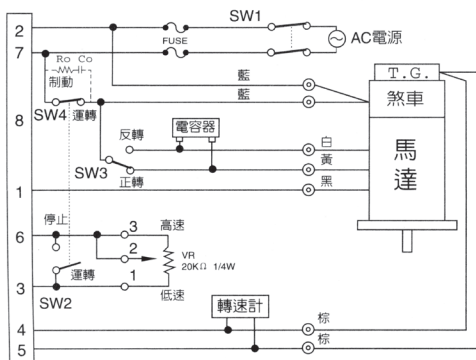 2
7
8
1
6
3
4
5
FUSE
SW1
AC電源
Ro Co
制動
SW4
運轉
藍
藍
T.G.
煞車
馬達
電容器
反轉
SW3
正轉
白
黃
黑
停止
3
高速
2
VR
20KΩ 1/4W
運轉
1
低速
SW2
轉速計
棕
棕